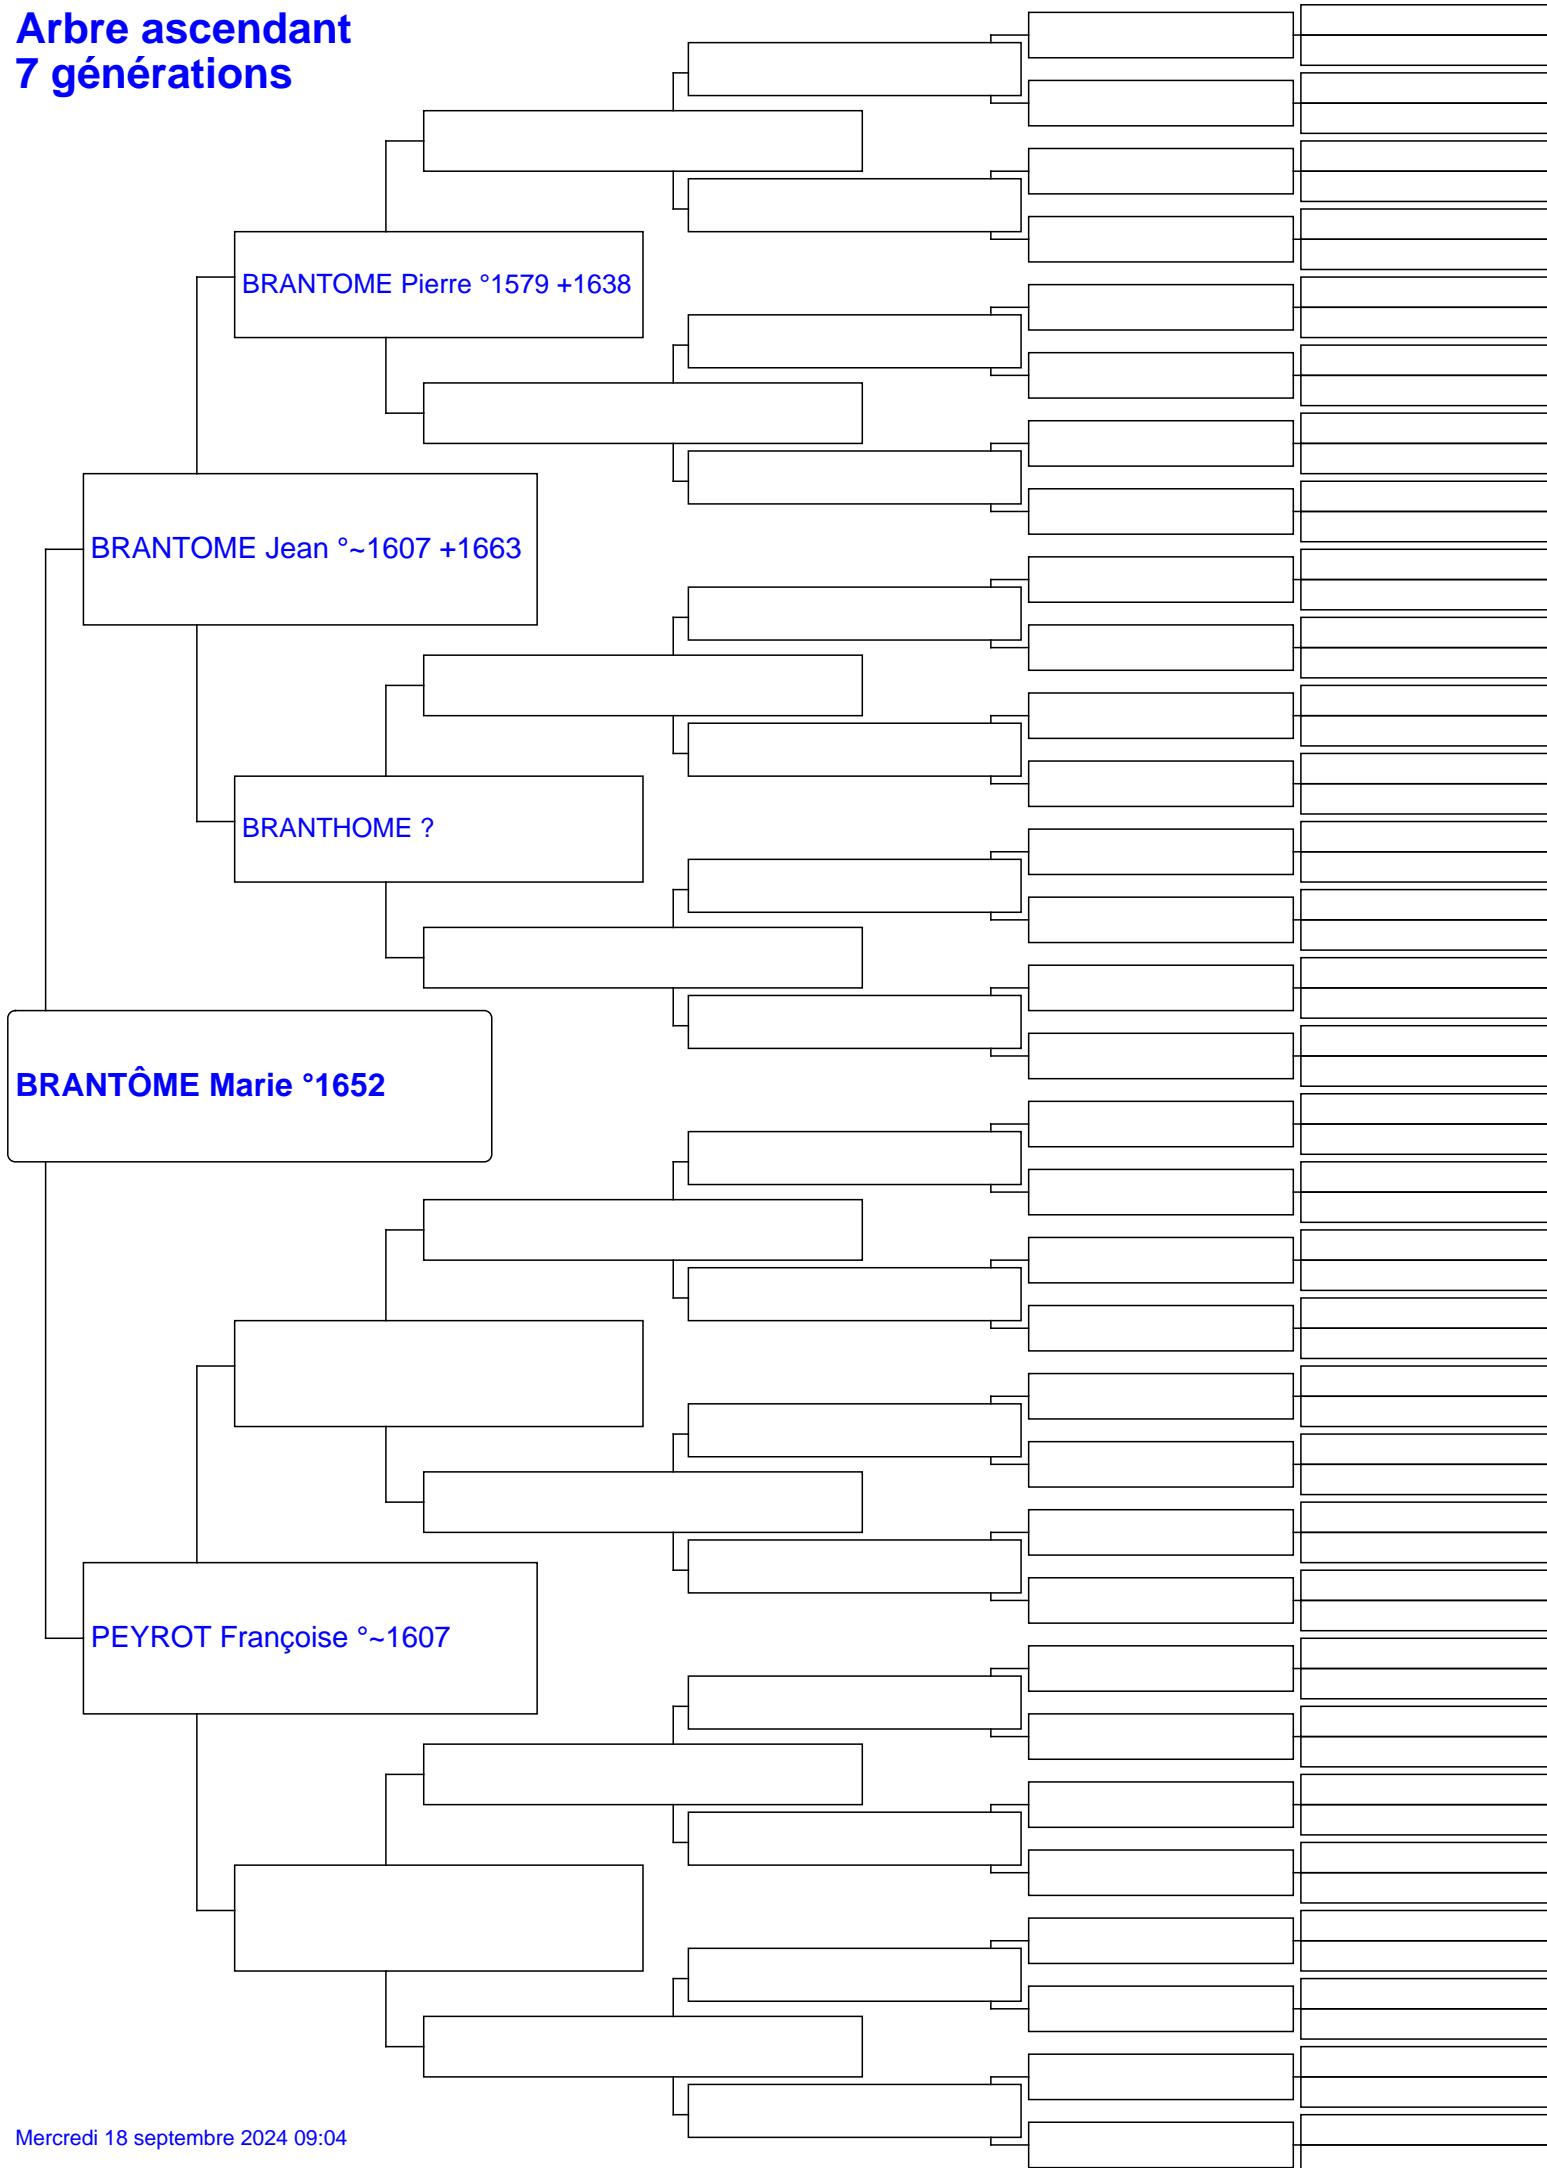 Arbre ascendant
7 générations
BRANTOME Pierre °1579 +1638
BRANTOME Jean °~1607 +1663
BRANTHOME ?
BRANTÔME Marie °1652
PEYROT Françoise °~1607
Mercredi 18 septembre 2024 09:04